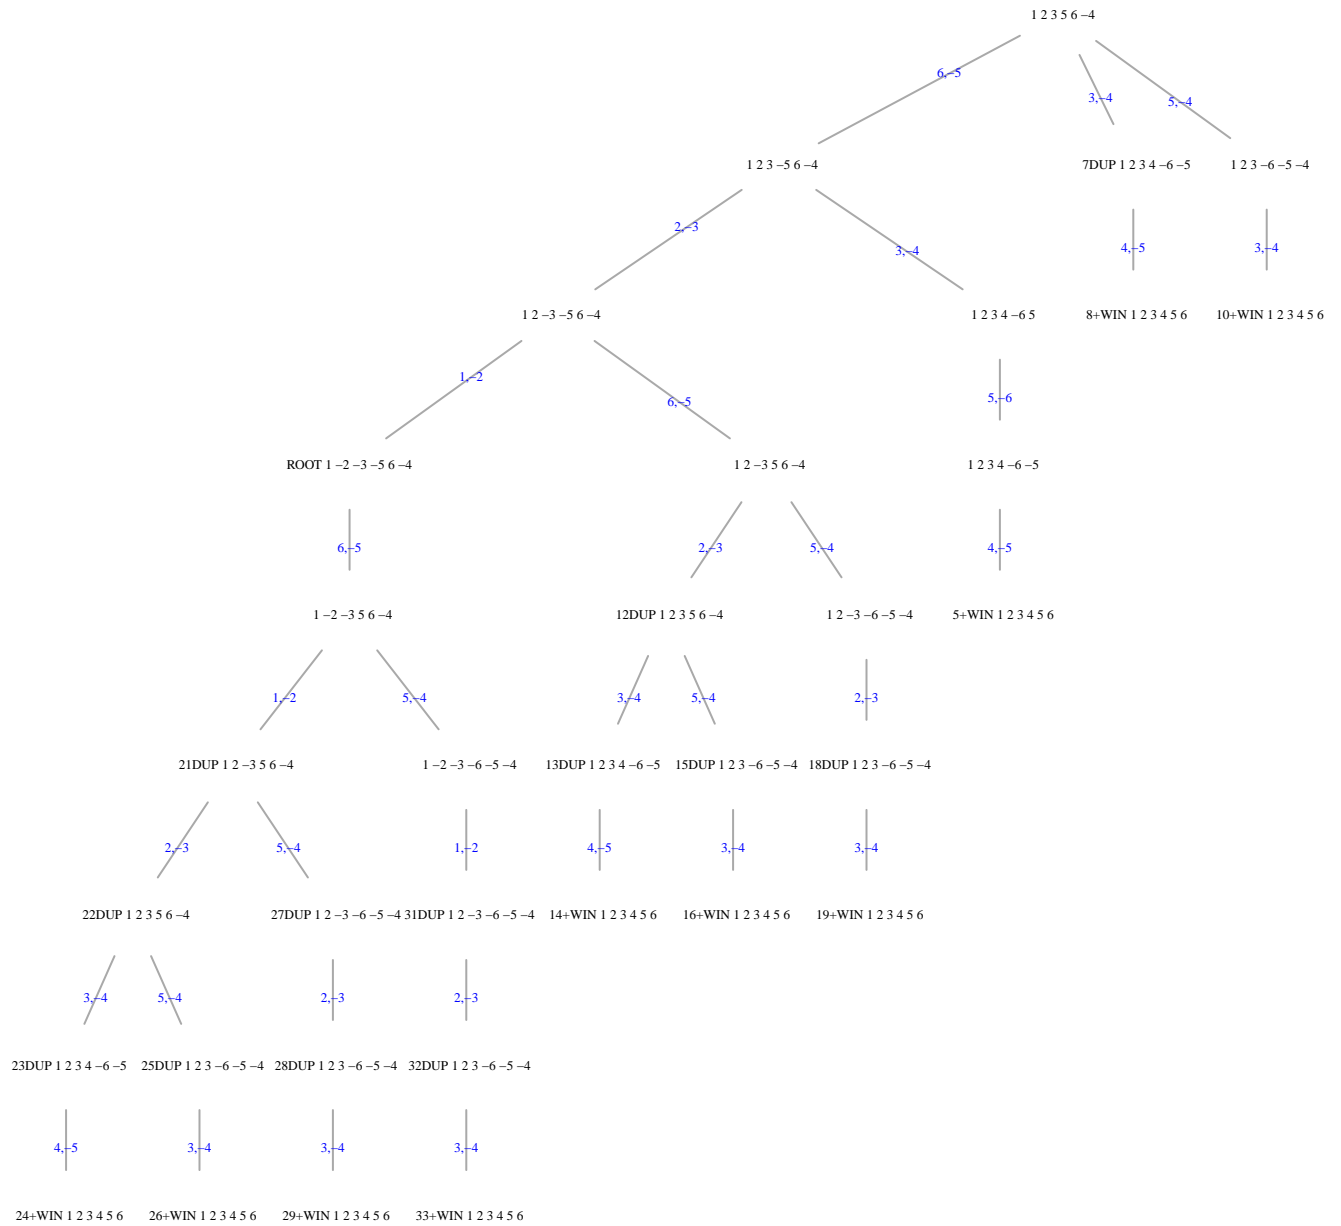 1 2 3 5 6 −4
6,−5
3,−4
5,−4
1 2 3 −5 6 −4
7DUP 1 2 3 4 −6 −5
1 2 3 −6 −5 −4
2,−3
3,−4
4,−5
3,−4
1 2 −3 −5 6 −4
1 2 3 4 −6 5
8+WIN 1 2 3 4 5 6
10+WIN 1 2 3 4 5 6
1,−2
6,−5
5,−6
ROOT 1 −2 −3 −5 6 −4
1 2 −3 5 6 −4
1 2 3 4 −6 −5
6,−5
2,−3
5,−4
4,−5
1 −2 −3 5 6 −4
12DUP 1 2 3 5 6 −4
1 2 −3 −6 −5 −4
5+WIN 1 2 3 4 5 6
1,−2
5,−4
3,−4
5,−4
2,−3
21DUP 1 2 −3 5 6 −4
1 −2 −3 −6 −5 −4
13DUP 1 2 3 4 −6 −5
15DUP 1 2 3 −6 −5 −4
18DUP 1 2 3 −6 −5 −4
2,−3
5,−4
1,−2
4,−5
3,−4
3,−4
22DUP 1 2 3 5 6 −4
27DUP 1 2 −3 −6 −5 −4
31DUP 1 2 −3 −6 −5 −4
14+WIN 1 2 3 4 5 6
16+WIN 1 2 3 4 5 6
19+WIN 1 2 3 4 5 6
3,−4
5,−4
2,−3
2,−3
23DUP 1 2 3 4 −6 −5
25DUP 1 2 3 −6 −5 −4
28DUP 1 2 3 −6 −5 −4
32DUP 1 2 3 −6 −5 −4
4,−5
3,−4
3,−4
3,−4
24+WIN 1 2 3 4 5 6
26+WIN 1 2 3 4 5 6
29+WIN 1 2 3 4 5 6
33+WIN 1 2 3 4 5 6